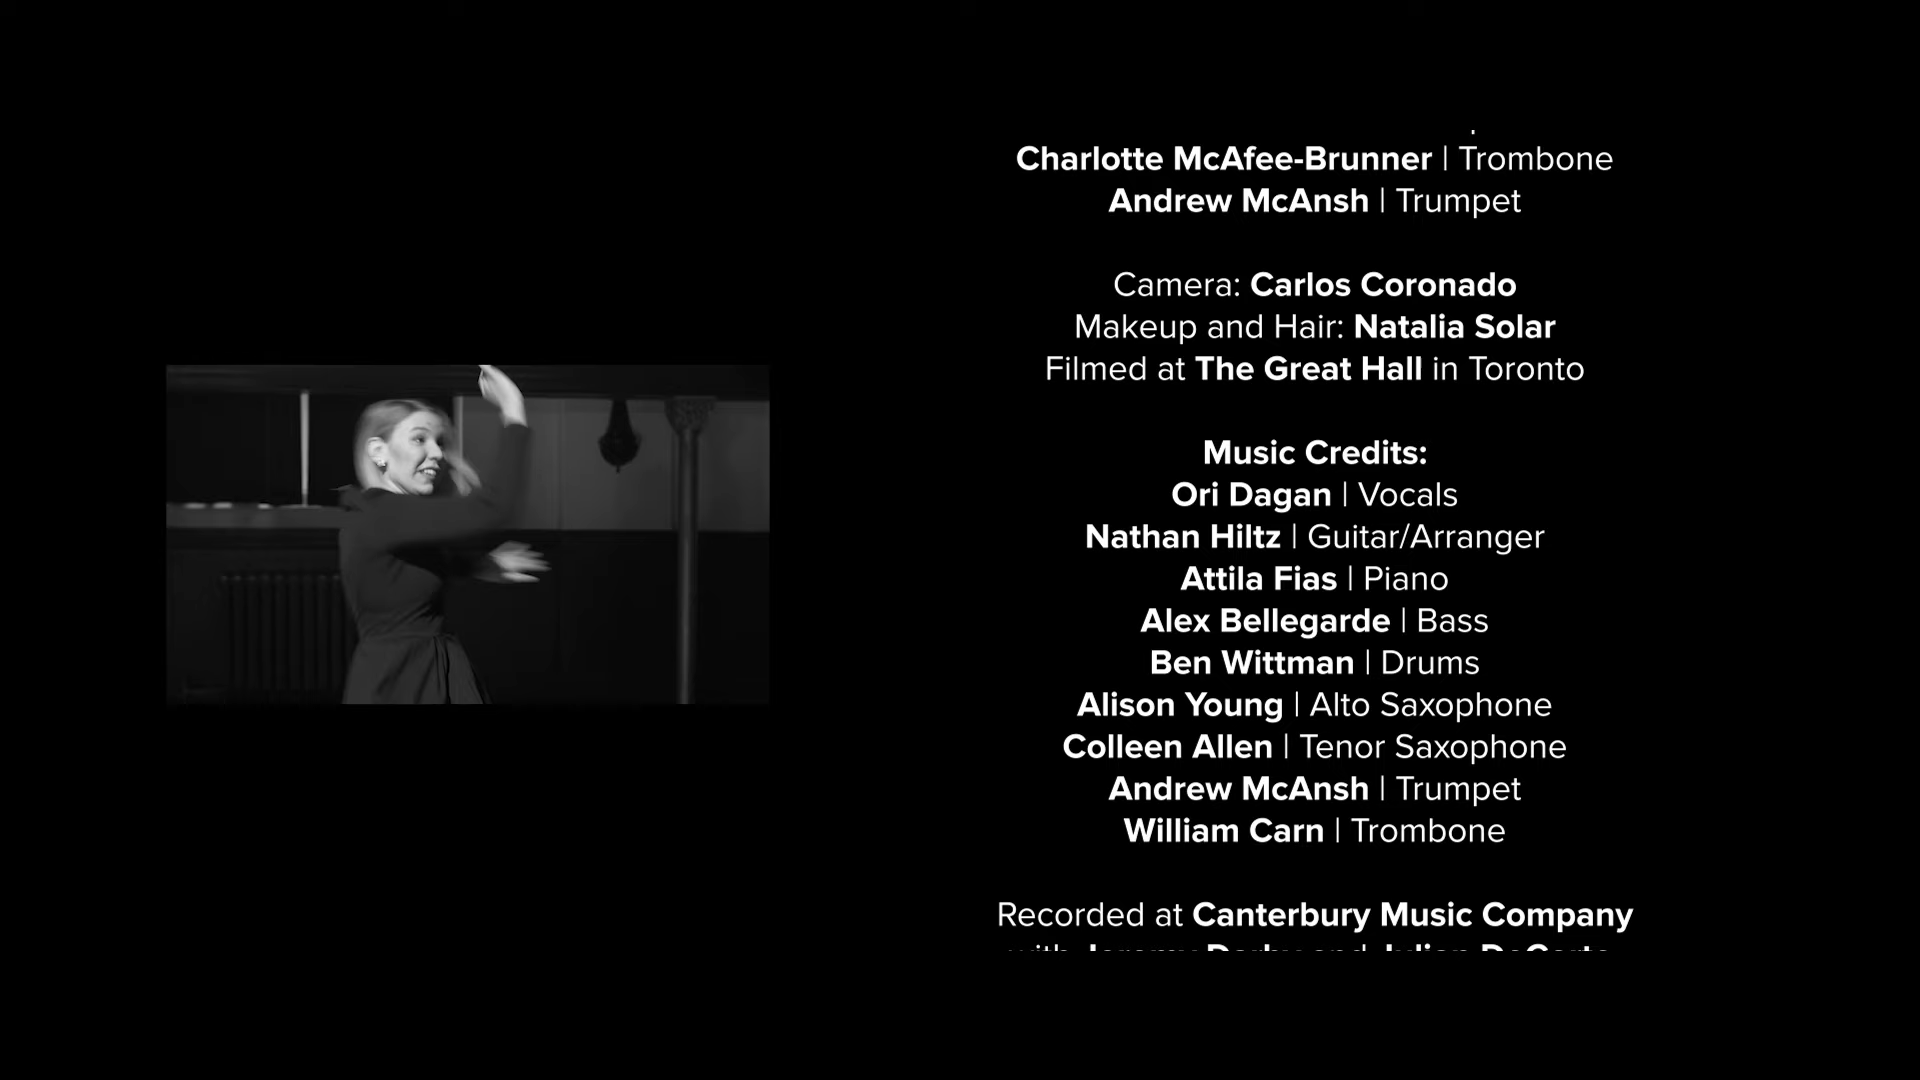 Charlotte McAfee-Brunner | Trombone
Andrew McAnsh | Trumpet
Camera: Carlos Coronado
Makeup and Hair: Natalia Solar
Filmed at The Great Hall in Toronto
Music Credits:
Ori Dagan | Vocals
Nathan Hiltz | Guitar/Arranger
Attila Fias | Piano
Alex Bellegarde | Bass
Ben Wittman | Drums
Alison Young | Alto Saxophone
Colleen Allen | Tenor Saxophone
Andrew McAnsh | Trumpet
William Carn | Trombone
Recorded at Canterbury Music Company